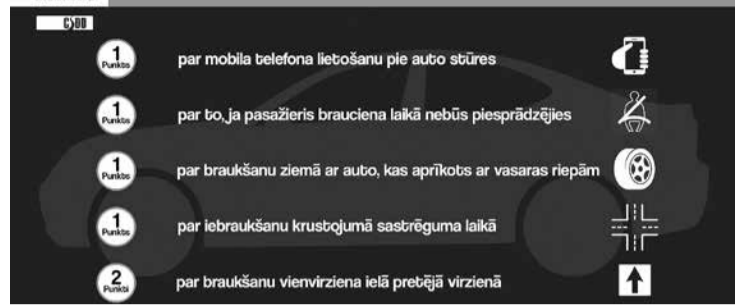 CSDD
1 Punkts par mobila telefona lietošanu pie auto stūres
1 Punkts par to, ja pasažieris brauciena laikā nebūs piesprādzējies
1 Punkts par braukšanu ziemā ar auto, kas aprīkots ar vasaras riepām
1 Punkts par iebraukšanu krustojumā sastrēguma laikā
2 Punkti par braukšanu vienvirziena ielā pretējā virzienā